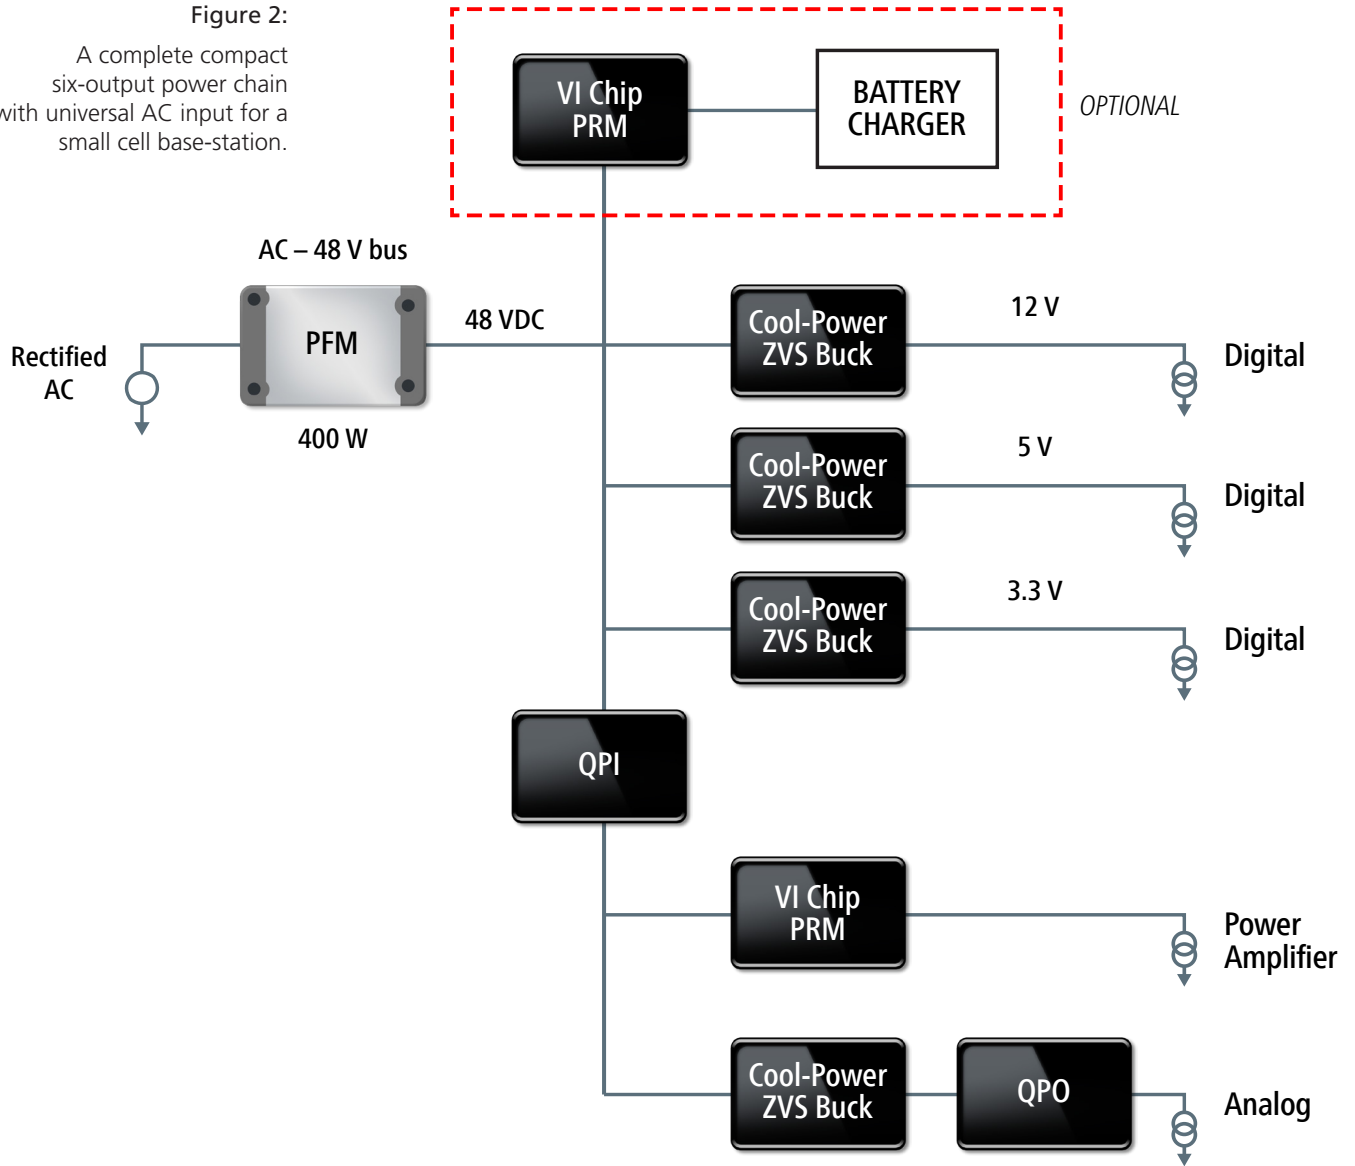 Figure 2:
A complete compact
six-output power chain
with universal AC input for a
small cell base-station.
VI Chip
PRM
BATTERY
CHARGER
OPTIONAL
AC – 48 V bus
PFM
400 W
Rectified
AC
48 VDC
Cool-Power
ZVS Buck
12 V
Digital
Cool-Power
ZVS Buck
5 V
Digital
Cool-Power
ZVS Buck
3.3 V
Digital
QPI
VI Chip
PRM
Power
Amplifier
Cool-Power
ZVS Buck
QPO
Analog